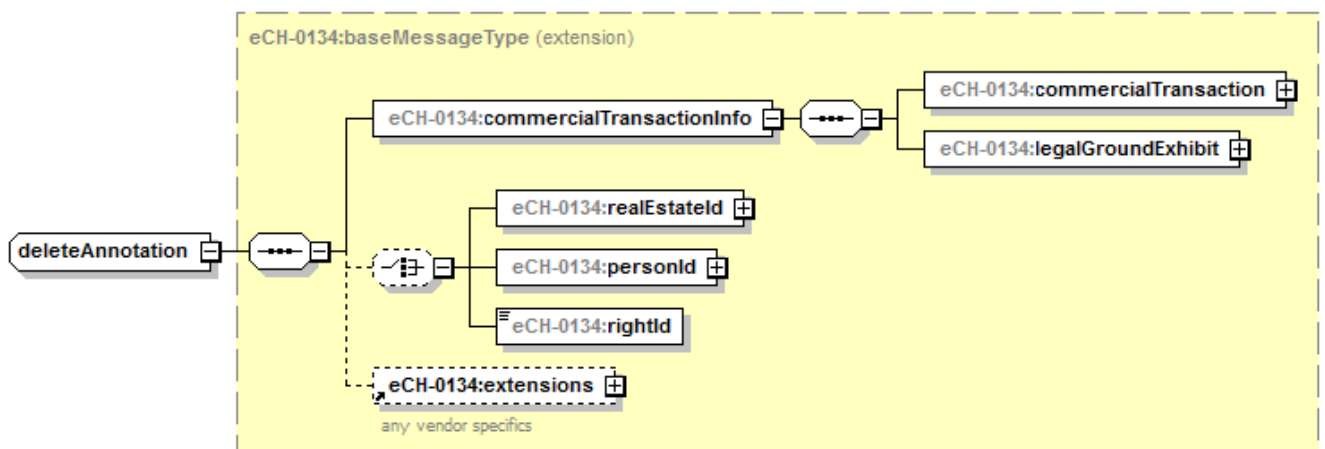 eCH-0134:baseMessageType (extension)
eCH-0134:commercialTransaction
eCH-0134:commercialTransactionInfo
eCH-0134:legalGroundExhibit
eCH-0134:realEstateId
deleteAnnotation
eCH-0134:personId
eCH-0134:rightId
eCH-0134:extensions
any vendor specifics